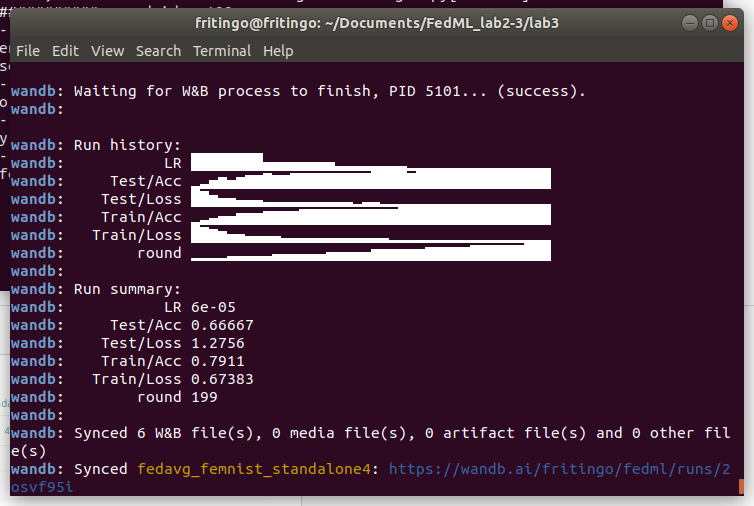 fritingo@fritingo: ~/Documents/FedML_lab2-3/lab3
File Edit View Search Terminal Help
wandb: Waiting for W&B process to finish, PID 5101... (success).
wandb:
wandb: Run history:
wandb: LR
wandb: Test/Acc
wandb: Test/Loss
wandb: Train/Acc
wandb: Train/Loss
wandb: round
wandb:
wandb: Run summary:
wandb: LR 6e-05
wandb: Test/Acc 0.66667
wandb: Test/Loss 1.2756
wandb: Train/Acc 0.7911
wandb: Train/Loss 0.67383
wandb: round 199
wandb:
wandb: Synced 6 W&B file(s), 0 media file(s), 0 artifact file(s) and 0 other fil
e(s)
wandb: Synced fedavg_femnist_standalone4: https://wandb.ai/fritingo/fedml/runs/2
osvf95i